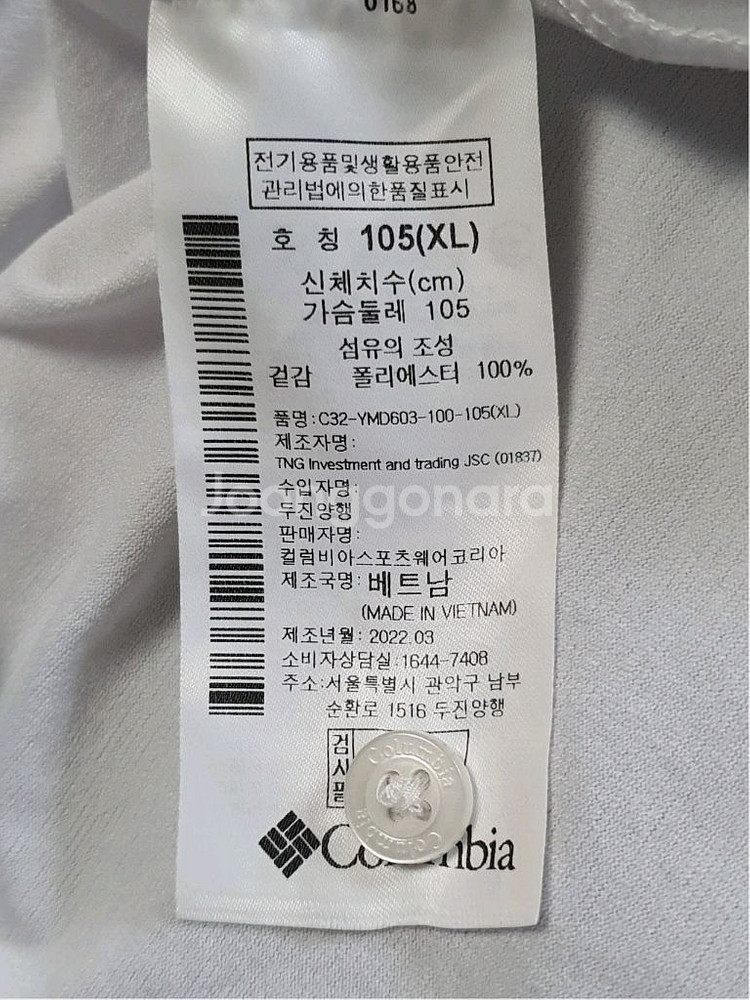 0168
전기용품및생활용품안전
관리법에의한품질표시
호 칭 105(XL)
신체치수(cm)
가슴둘레 105
섬유의 조성
겉감 폴리에스터 100%
품명:C32-YMD603-100-105(XL)
제조자명:
TNG Investment and trading JSC (01837)
수입자명:
Joonggonara
두진양행
판매자명:
컬럼비아스포츠웨어코리아
제조국명: 베트남
(MADE IN VIETNAM)
제조년월: 2022.03
소비자상담실:1644-7408
주소:서울특별시 관악구 남부
순환로 1516 두진양행
검
사
필
Columbia
Columbia
Columbia